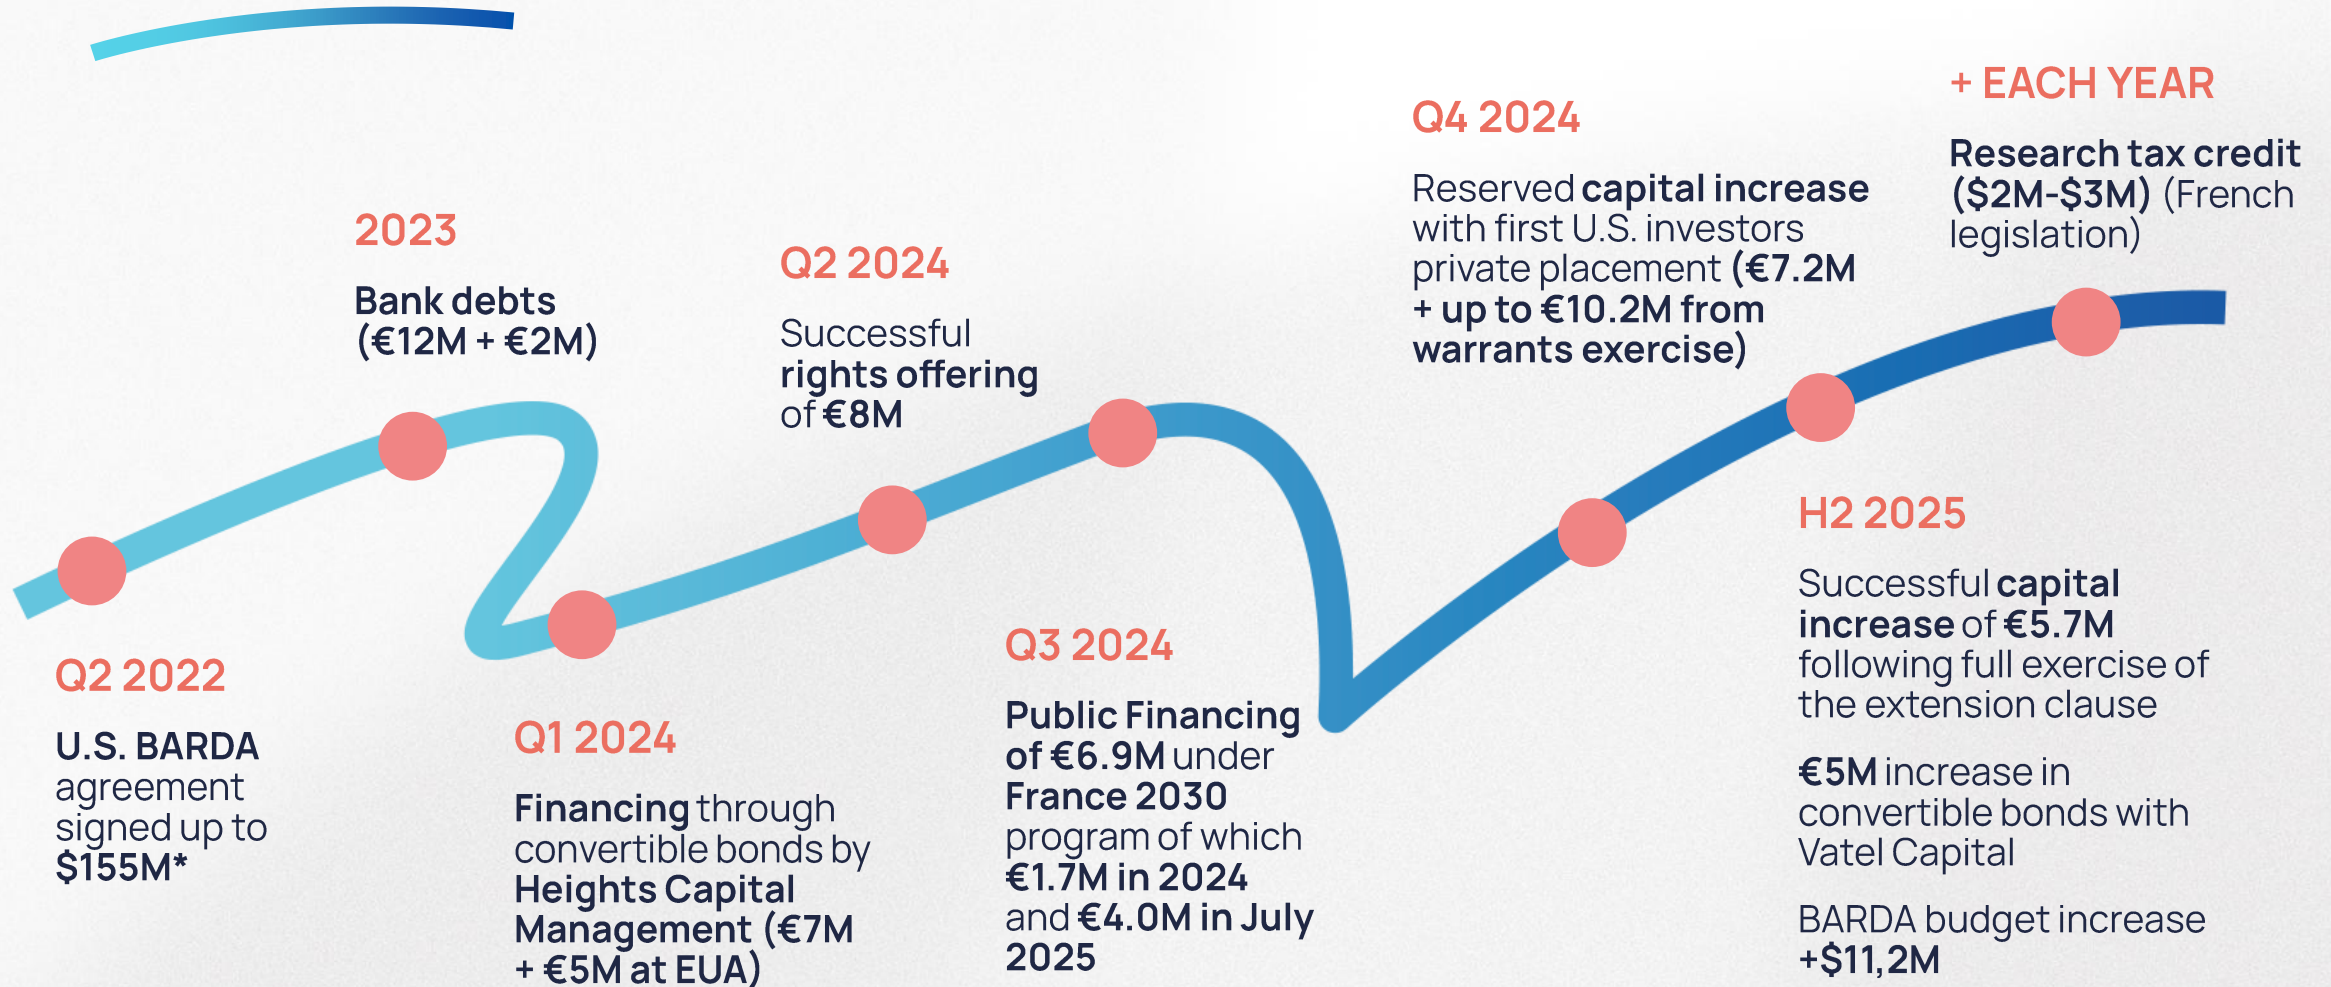 2023
Bank debts
(€12M + €2M)
Q2 2024
Successful
rights offering
of €8M
Q4 2024
Reserved capital increase
with first U.S. investors
private placement (€7.2M
+ up to €10.2M from
warrants exercise)
+ EACH YEAR
Research tax credit
($2M-$3M) (French
legislation)
Q2 2022
U.S. BARDA
agreement
signed up to
$155M*
Q1 2024
Financing through
convertible bonds by
Heights Capital
Management (€7M
+ €5M at EUA)
Q3 2024
Public Financing
of €6.9M under
France 2030
program of which
€1.7M in 2024
and €4.0M in July
2025
H2 2025
Successful capital
increase of €5.7M
following full exercise of
the extension clause
€5M increase in
convertible bonds with
Vatel Capital
BARDA budget increase
+$11,2M